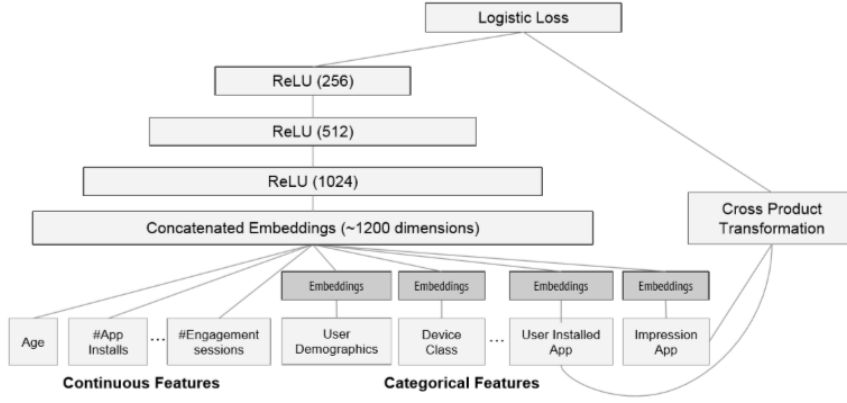 Logistic Loss
ReLU (256)
ReLU (512)
ReLU (1024)
Concatenated Embeddings (~1200 dimensions)
Cross Product
Transformation
Embeddings
Embeddings
Embeddings
Embeddings
Age
#App
Installs
...
#Engagement
sessions
User
Demographics
Device
Class
...
User Installed
App
Impression
App
Continuous Features
Categorical Features